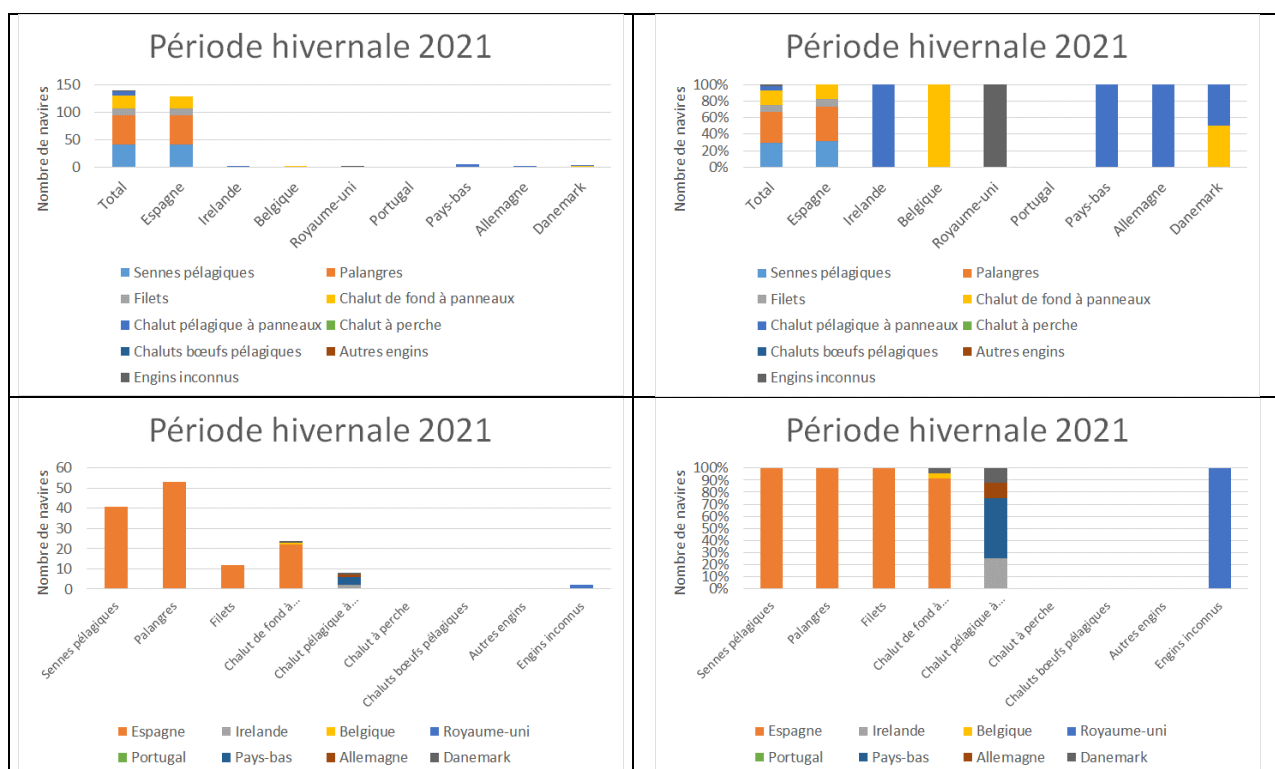 Période hivernale 2021
Nombre de navires
150
100
50
0
Total
Espagne
Irelande
Belgique
Royaume-uni
Portugal
Pays-bas
Allemagne
Danemark
Sennes pélagiques Palangres
Filets Chalut de fond à panneaux
Chalut pélagique à panneaux Chalut à perche
Chaluts bœufs pélagiques Autres engins
Engins inconnus
Période hivernale 2021
Nombre de navires
100%
80%
60%
40%
20%
0%
Total
Espagne
Irelande
Belgique
Royaume-uni
Portugal
Pays-bas
Allemagne
Danemark
Sennes pélagiques Palangres
Filets Chalut de fond à panneaux
Chalut pélagique à panneaux Chalut à perche
Chaluts bœufs pélagiques Autres engins
Engins inconnus
Période hivernale 2021
Nombre de navires
60
50
40
30
20
10
0
Sennes pélagiques
Palangres
Filets
Chalut de fond à...
Chalut pélagique à...
Chalut à perche
Chaluts bœufs pélagiques
Autres engins
Engins inconnus
Espagne Irelande Belgique Royaume-uni
Portugal Pays-bas Allemagne Danemark
Période hivernale 2021
Nombre de navires
100%
90%
80%
70%
60%
50%
40%
30%
20%
10%
0%
Sennes pélagiques
Palangres
Filets
Chalut de fond à...
Chalut pélagique à...
Chalut à perche
Chaluts bœufs pélagiques
Autres engins
Engins inconnus
Espagne Irelande Belgique Royaume-uni
Portugal Pays-bas Allemagne Danemark